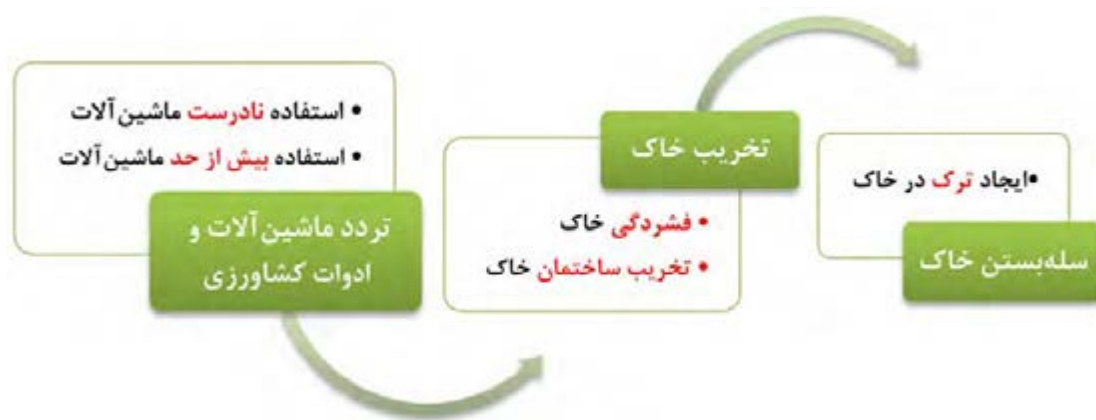 • استفاده نادرست ماشین‌آلات
• استفاده بیش از حد ماشین‌آلات
تردد ماشین‌آلات و
ادوات کشاورزی
تخریب خاک
• فشردگی خاک
• تخریب ساختمان خاک
•ایجاد ترک در خاک
سله‌بستن خاک